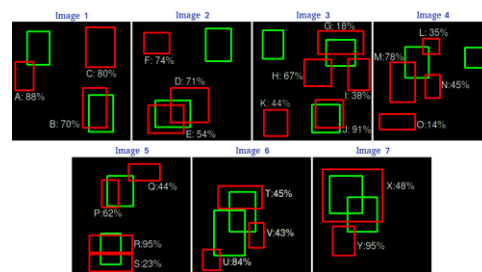 Image 1
Image 2
Image 3
Image 4
A: 88%
B: 70%
C: 80%
F: 74%
D: 71%
E: 54%
G: 18%
H: 67%
I: 38%
K: 44%
J: 91%
L: 35%
M:78%
N:45%
O:14%
Image 5
Image 6
Image 7
Q:44%
P:62%
R:95%
S:23%
T:45%
V:43%
U:84%
X:48%
Y:95%